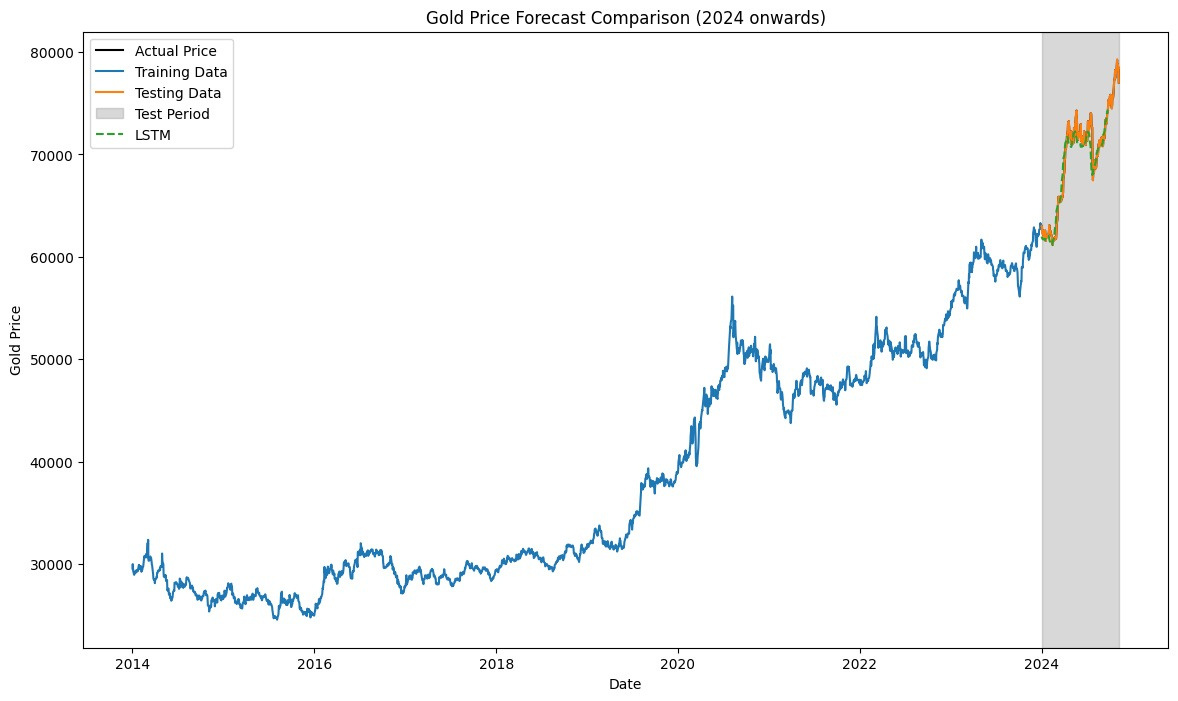 Gold Price Forecast Comparison (2024 onwards)
Actual Price
Training Data
Testing Data
Test Period
LSTM
80000
70000
60000
50000
40000
30000
Gold Price
2014
2016
2018
2020
2022
2024
Date